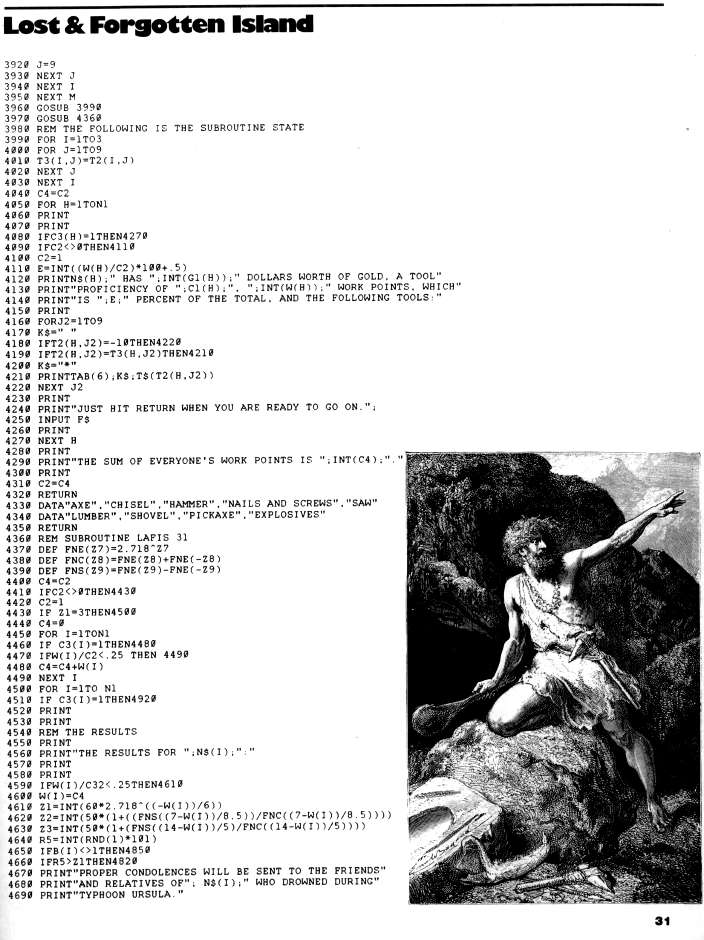 Lost & Forgotten Island
3920 J=9
3930 NEXT J
3940 NEXT I
3950 NEXT M
3960 GOSUB 3990
3970 GOSUB 4360
3980 REM THE FOLLOWING IS THE SUBROUTINE STATE
3990 FOR I=1TO3
4000 FOR J=1TO9
4010 T3(I,J)=T2(I,J)
4020 NEXT J
4030 NEXT I
4040 C4=C2
4050 FOR H=1TON1
4060 PRINT
4070 PRINT
4080 IFC3(H)=1THEN4270
4090 IFC2<>0THEN4110
4100 C2=1
4110 E=INT((W(H)/C2)*100+.5)
4120 PRINTN$(H);" HAS ";INT(G1(H));" DOLLARS WORTH OF GOLD, A TOOL"
4130 PRINT"PROFICIENCY OF ";C1(H);", ";INT(W(H));" WORK POINTS, WHICH"
4140 PRINT"IS ";E;" PERCENT OF THE TOTAL, AND THE FOLLOWING TOOLS:"
4150 PRINT
4160 FORJ2=1TO9
4170 K$=" "
4180 IFT2(H,J2)=-10THEN4220
4190 IFT2(H,J2)=T3(H,J2)THEN4210
4200 K$="*"
4210 PRINTTAB(6);K$;T$(T2(H,J2))
4220 NEXT J2
4230 PRINT
4240 PRINT"JUST HIT RETURN WHEN YOU ARE READY TO GO ON.";
4250 INPUT F$
4260 PRINT
4270 NEXT H
4280 PRINT
4290 PRINT"THE SUM OF EVERYONE'S WORK POINTS IS ";INT(C4);"."
4300 PRINT
4310 C2=C4
4320 RETURN
4330 DATA"AXE","CHISEL","HAMMER","NAILS AND SCREWS","SAW"
4340 DATA"LUMBER","SHOVEL","PICKAXE","EXPLOSIVES"
4350 RETURN
4360 REM SUBROUTINE LAFIS 31
4370 DEF FNE(Z7)=2.718^Z7
4380 DEF FNC(Z8)=FNE(Z8)+FNE(-Z8)
4390 DEF FNS(Z9)=FNE(Z9)-FNE(-Z9)
4400 C4=C2
4410 IFC2<>0THEN4430
4420 C2=1
4430 IF Z1=3THEN4500
4440 C4=0
4450 FOR I=1TON1
4460 IF C3(I)=1THEN4480
4470 IFW(I)/C2<.25 THEN 4490
4480 C4=C4+W(I)
4490 NEXT I
4500 FOR I=1TO N1
4510 IF C3(I)=1THEN4920
4520 PRINT
4530 PRINT
4540 REM THE RESULTS
4550 PRINT
4560 PRINT"THE RESULTS FOR ";N$(I);":"
4570 PRINT
4580 PRINT
4590 IFW(I)/C32<.25THEN4610
4600 W(I)=C4
4610 Z1=INT(60*2.718^((-W(I))/6))
4620 Z2=INT(50*(1+((FNS((7-W(I))/8.5))/FNC((7-W(I))/8.5))))
4630 Z3=INT(50*(1+(FNS((14-W(I))/5)/FNC((14-W(I))/5))))
4640 R5=INT(RND(1)*101)
4650 IFB(I)<>1THEN4850
4660 IFR5>Z1THEN4820
4670 PRINT"PROPER CONDOLENCES WILL BE SENT TO THE FRIENDS"
4680 PRINT"AND RELATIVES OF"; N$(I);" WHO DROWNED DURING"
4690 PRINT"TYPHOON URSULA."
31